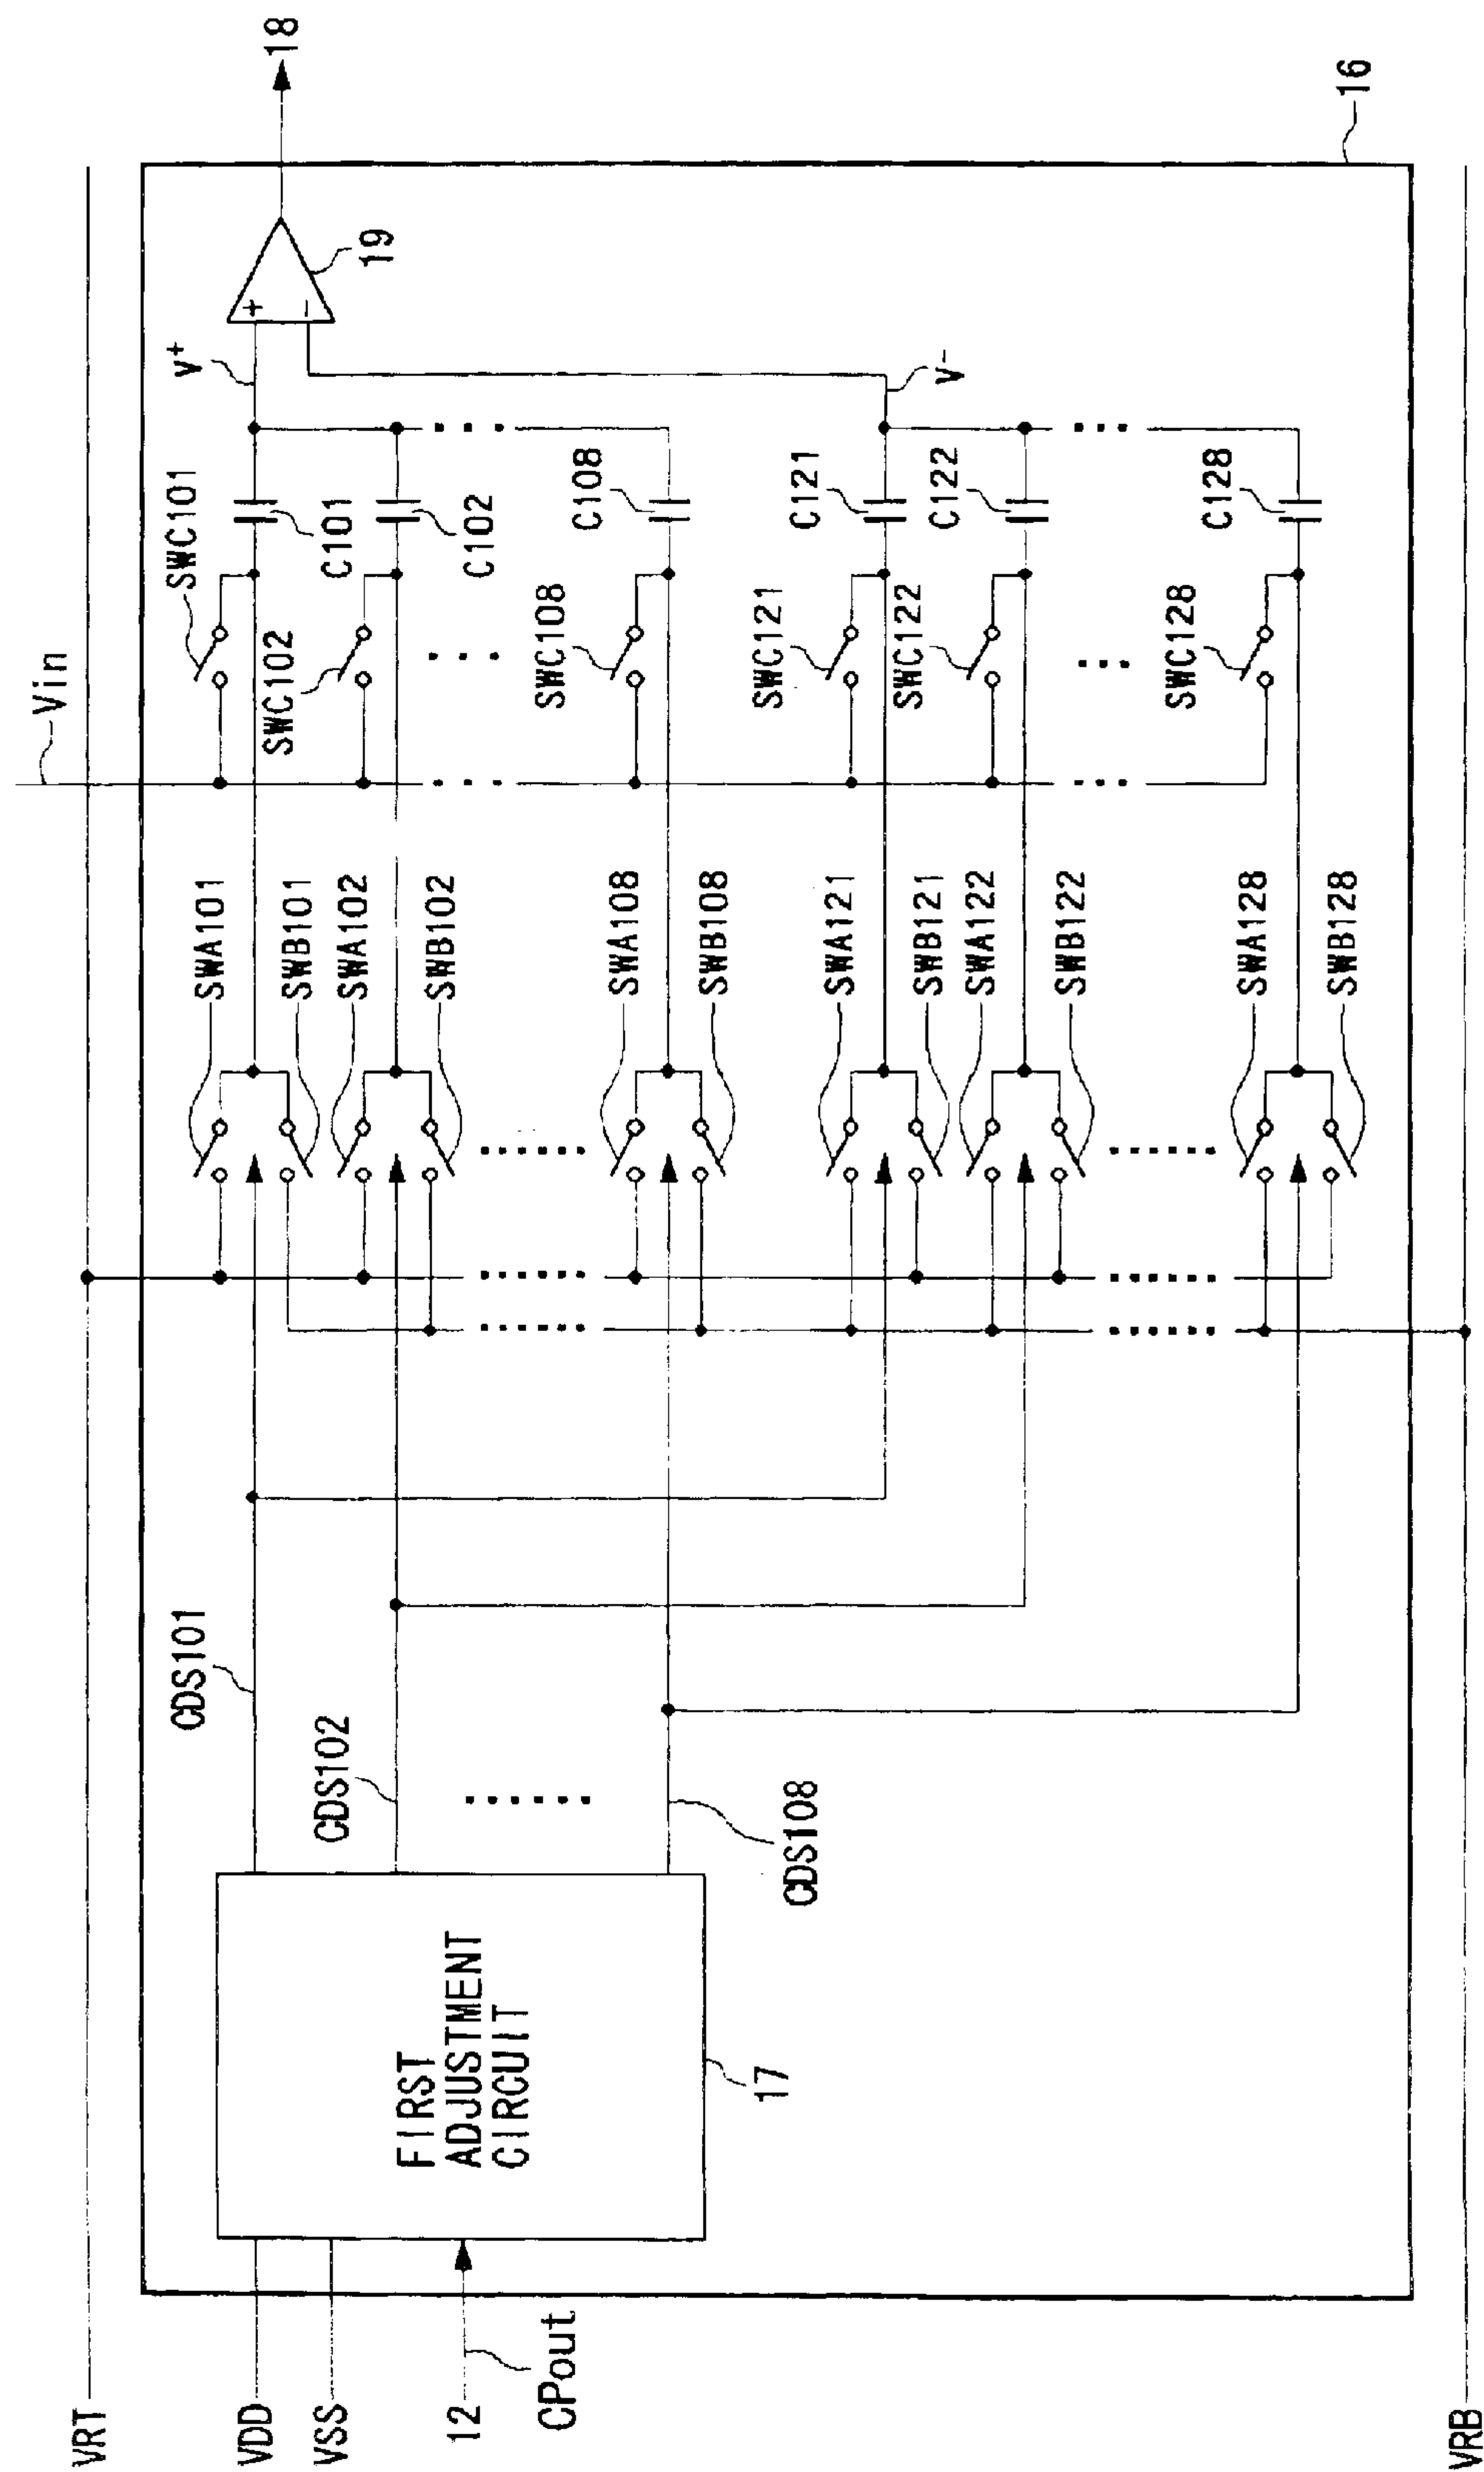 VRT
VDD
VSS
12
CPout
VRB
FIRST
ADJUSTMENT
CIRCUIT
17
CDS101
CDS102
CDS108
SWA101
SWB101
SWA102
SWB102
SWA108
SWB108
SWA121
SWB121
SWA122
SWB122
SWA128
SWB128
Vin
SWC101
SWC102
SWC108
SWC121
SWC122
SWC128
C101
C102
C108
C121
C122
C128
V+
V-
+
-
19
18
16